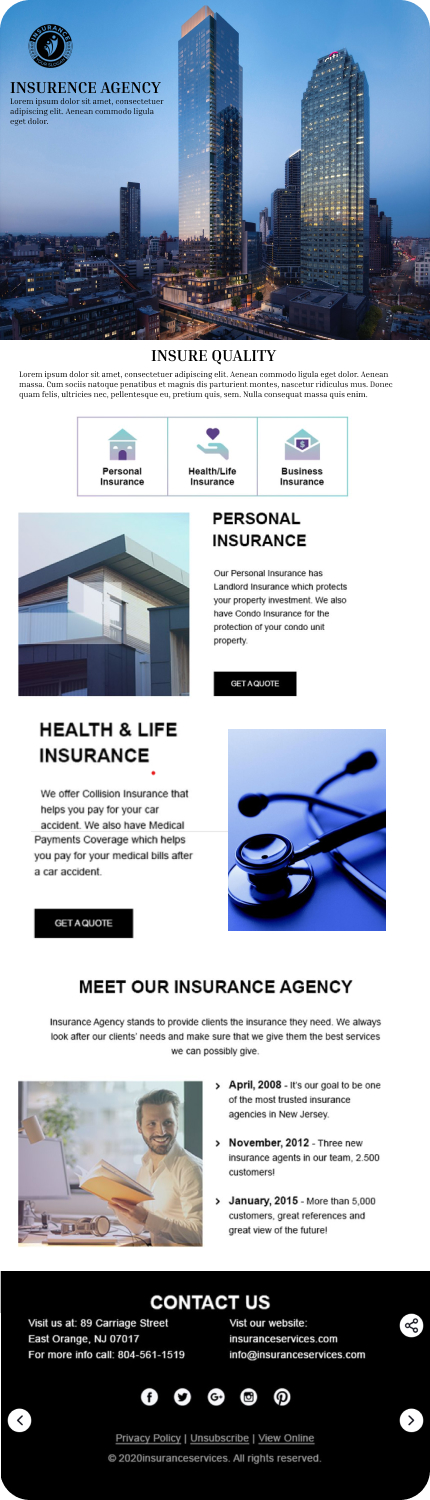 INSURANCE
INSURENCE AGENCY
Lorem ipsum dolor sit amet, consectetuer
adipiscing elit. Aenean commodo ligula
eget dolor.
citi
INSURE QUALITY
Lorem ipsum dolor sit amet, consectetuer adipiscing elit. Aenean commodo ligula eget dolor. Aenean
massa. Cum sociis natoque penatibus et magnis dis parturient montes, nascetur ridiculus mus. Donec
quam felis, ultricies nec, pellentesque eu, pretium quis, sem. Nulla consequat massa quis enim.
Personal
Insurance
Health/Life
Insurance
$
Business
Insurance
PERSONAL
INSURANCE
Our Personal Insurance has
Landlord Insurance which protects
your property investment. We also
have Condo Insurance for the
protection of your condo unit
property.
GET A QUOTE
HEALTH & LIFE
INSURANCE
We offer Collision Insurance that
helps you pay for your car
accident. We also have Medical
Payments Coverage which helps
you pay for your medical bills after
a car accident.
GET A QUOTE
MEET OUR INSURANCE AGENCY
Insurance Agency stands to provide clients the insurance they need. We always
look after our clients' needs and make sure that we give them the best services
we can possibly give.
April, 2008 - It's our goal to be one
of the most trusted insurance
agencies in New Jersey.
November, 2012 - Three new
insurance agents in our team, 2.500
customers!
January, 2015 - More than 5,000
customers, great references and
great view of the future!
CONTACT US
Visit us at: 89 Carriage Street
East Orange, NJ 07017
For more info call: 804-561-1519
Vist our website:
insuranceservices.com
info@insuranceservices.com
Privacy Policy | Unsubscribe | View Online
© 2020insuranceservices. All rights reserved.